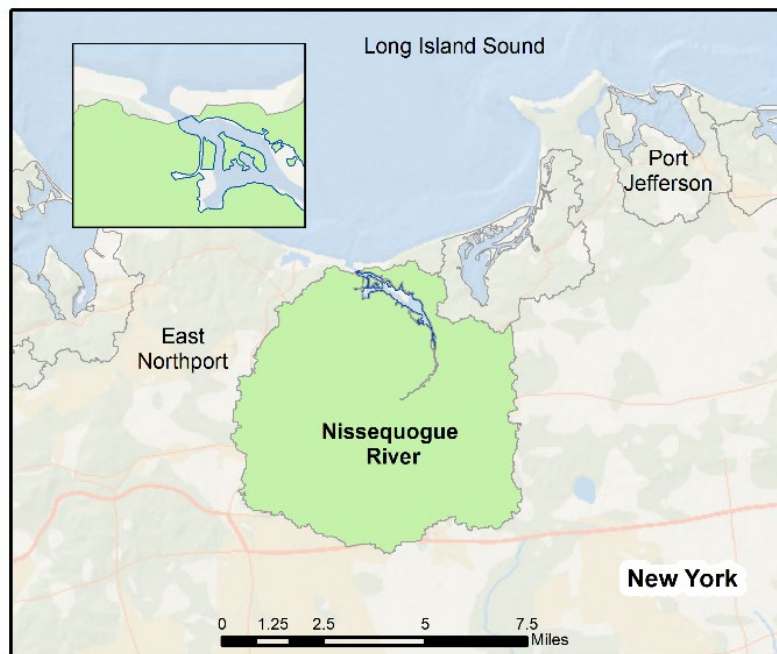 Long Island Sound
Port
Jefferson
East
Northport
Nissequogue
River
New York
0 1.25 2.5 5 7.5
Miles